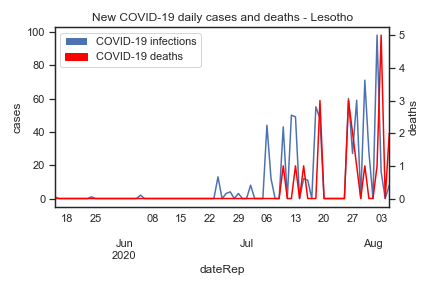 New COVID-19 daily cases and deaths - Lesotho
COVID-19 infections
COVID-19 deaths
100
80
60
40
20
0
cases
5
4
3
2
1
0
deaths
18 25 08 15 22 29 06 13 20 27 03
Jun Jul Aug
2020
dateRep